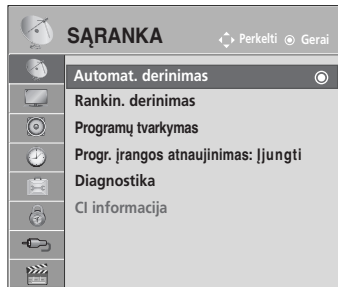 SĄRANKA
Perkelti Gerai
Automat. derinimas
Rankin. derinimas
Programų tvarkymas
Progr. įrangos atnaujinimas: Įjungti
Diagnostika
CI informacija